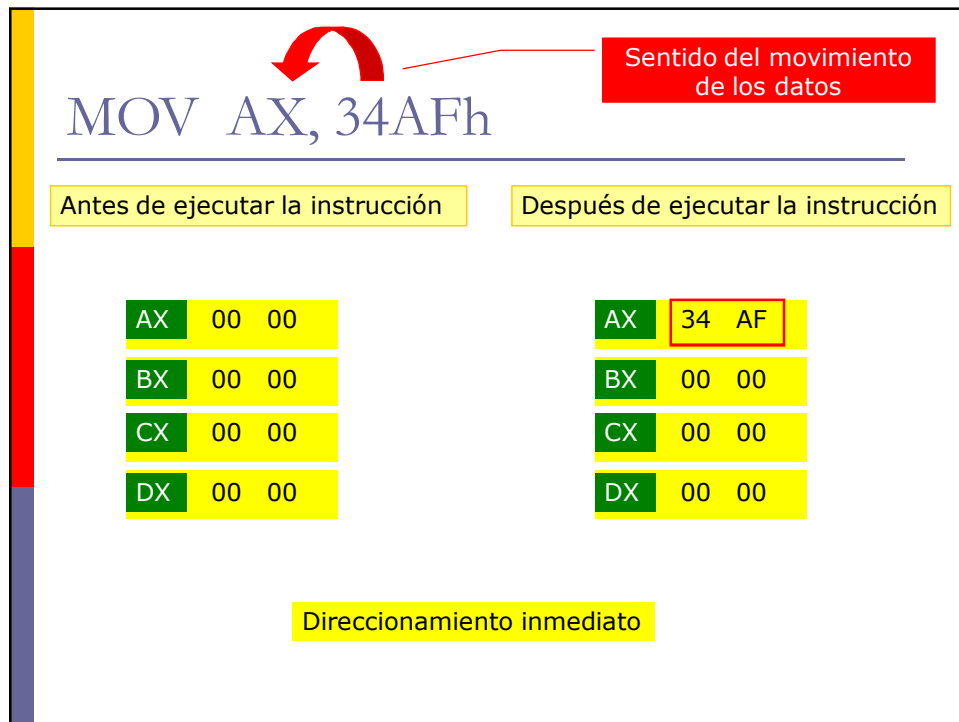 Sentido del movimiento
de los datos
MOV AX, 34AFh
Antes de ejecutar la instrucción
Después de ejecutar la instrucción
AX 00 00
BX 00 00
CX 00 00
DX 00 00
AX 34 AF
BX 00 00
CX 00 00
DX 00 00
Direccionamiento inmediato